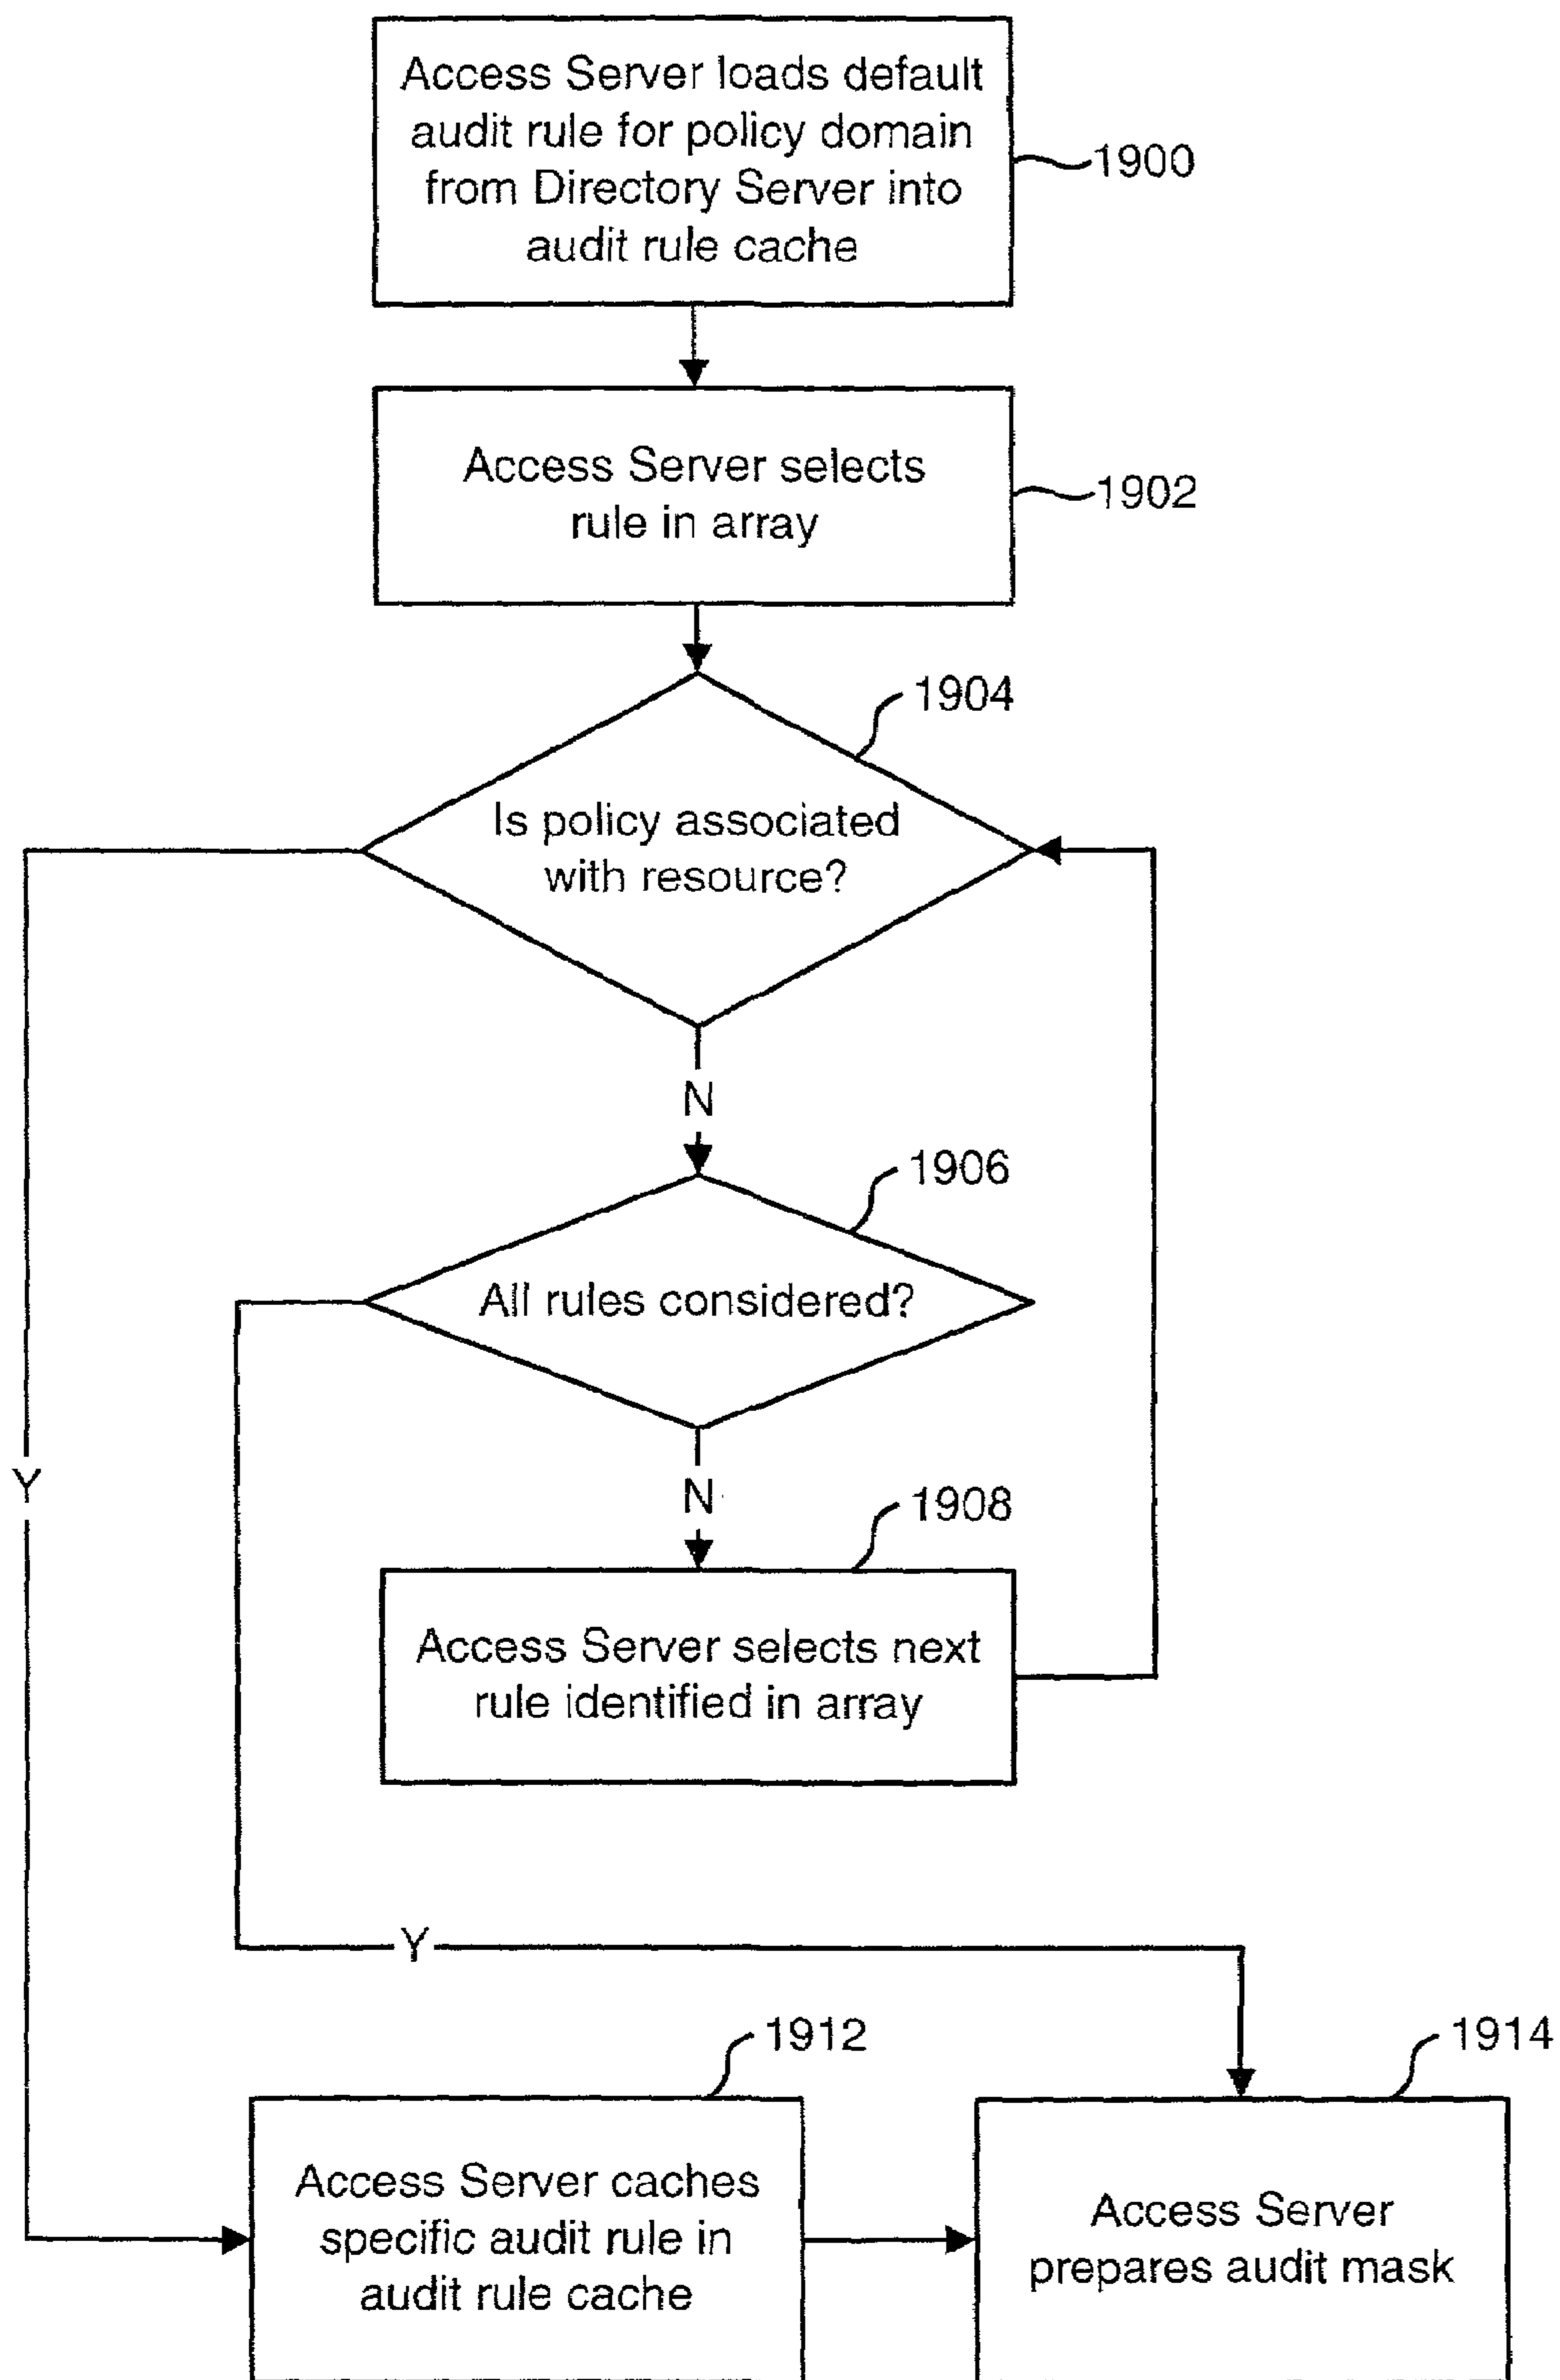 Access Server loads default
audit rule for policy domain
from Directory Server into
audit rule cache
1900
Access Server selects
rule in array
1902
1904
Is policy associated
with resource?
N
1906
All rules considered?
Y
N
1908
Access Server selects next
rule identified in array
Y
1912
1914
Access Server caches
specific audit rule in
audit rule cache
Access Server
prepares audit mask